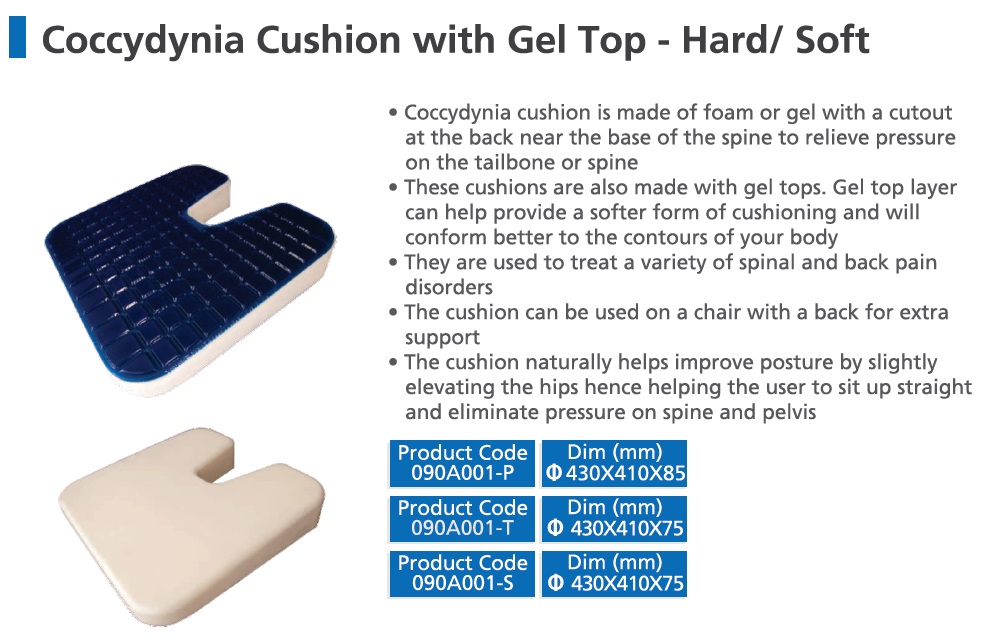 Coccydynia Cushion with Gel Top - Hard/ Soft
• Coccydynia cushion is made of foam or gel with a cutout
at the back near the base of the spine to relieve pressure
on the tailbone or spine
• These cushions are also made with gel tops. Gel top layer
can help provide a softer form of cushioning and will
conform better to the contours of your body
• They are used to treat a variety of spinal and back pain
disorders
• The cushion can be used on a chair with a back for extra
support
• The cushion naturally helps improve posture by slightly
elevating the hips hence helping the user to sit up straight
and eliminate pressure on spine and pelvis
Product Code Dim (mm)
090A001-P Φ 430X410X85
Product Code Dim (mm)
090A001-T Φ 430X410X75
Product Code Dim (mm)
090A001-S Φ 430X410X75